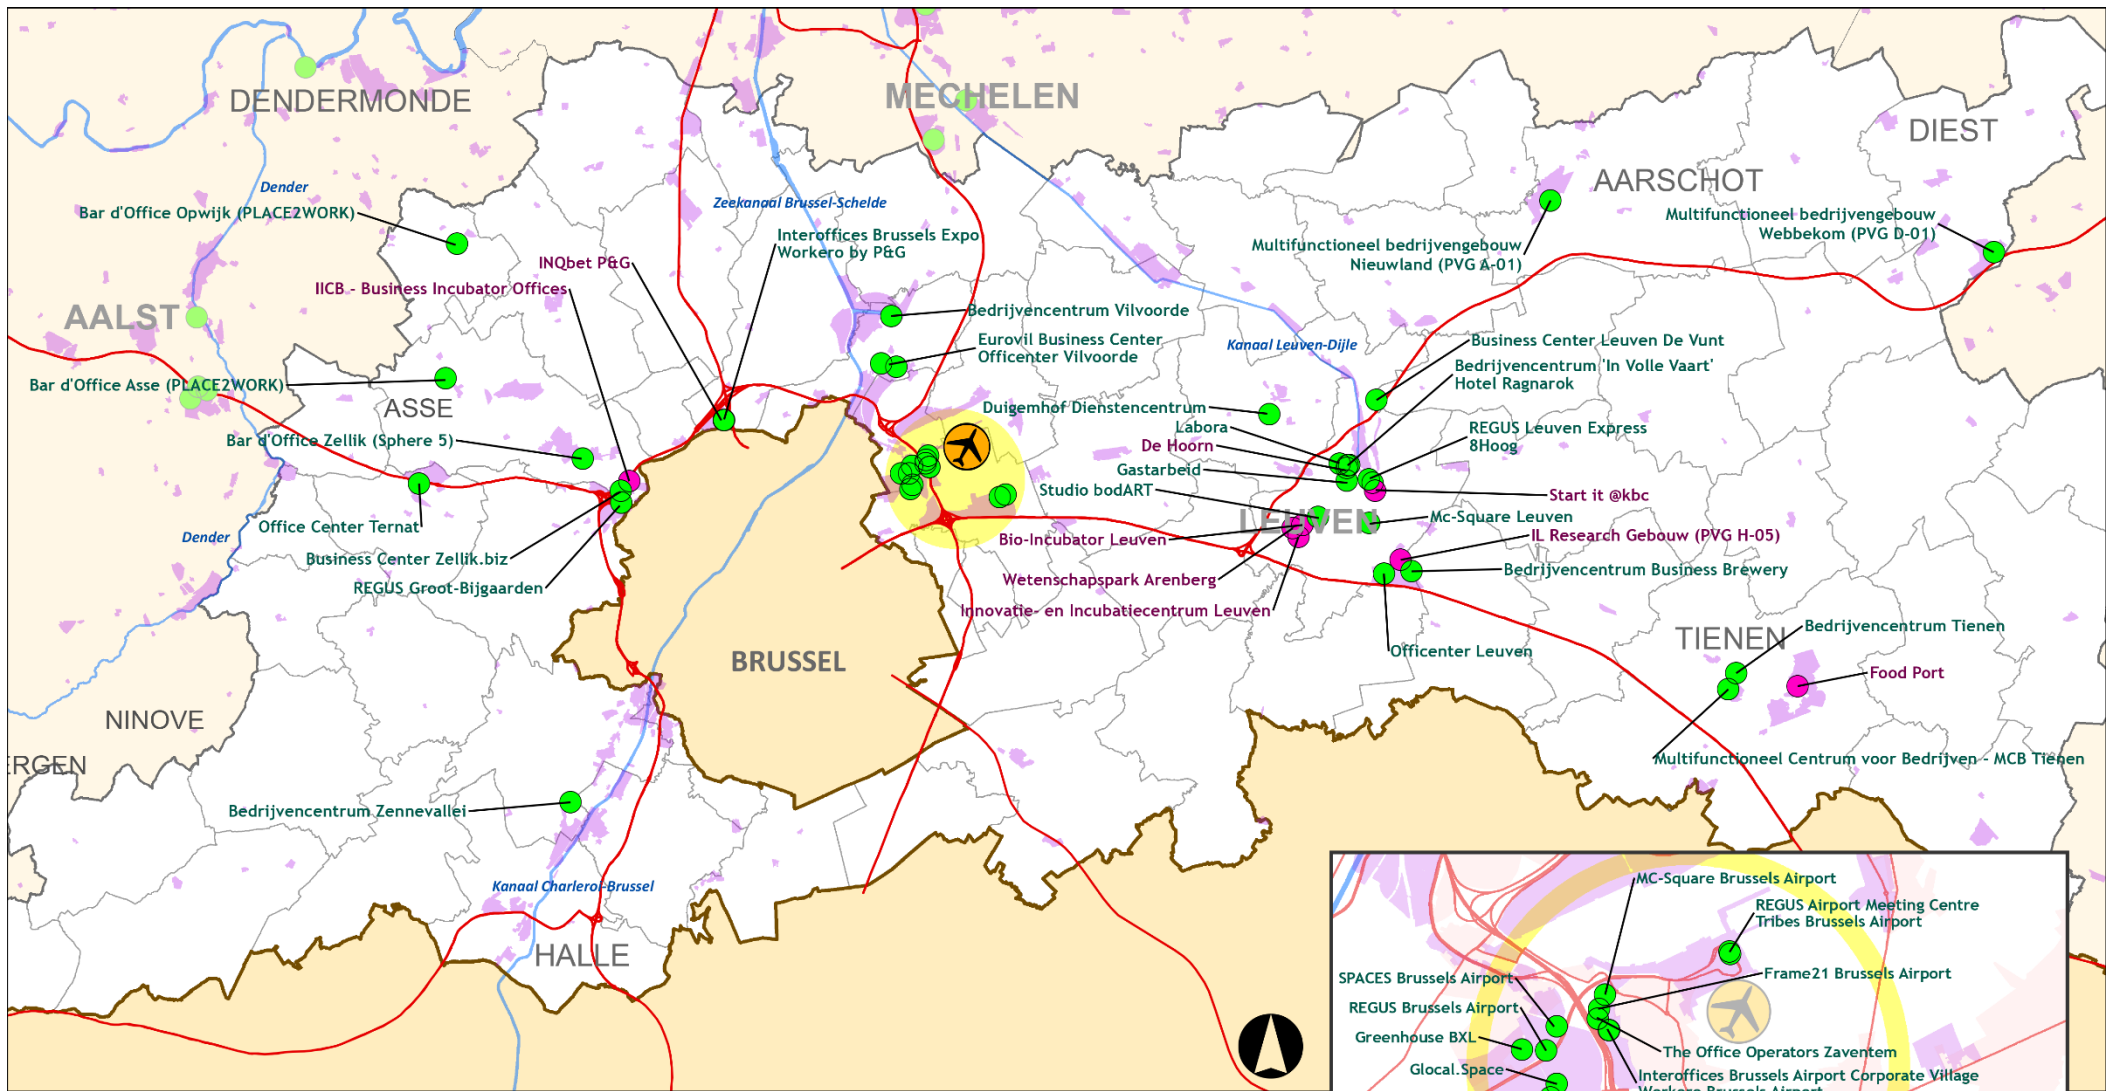 DENDERMONDE
MECHELEN
DIEST
AARSCHOT
Dender
Zeekanaal Brussel-Schelde
Bar d'Office Opwijk (PLACE2WORK)
Multifunctioneel bedrijvengebouw
Webbekom (PVG D-01)
Interoffices Brussels Expo
Workero by P&G
Multifunctioneel bedrijvengebouw
Nieuwland (PVG A-01)
INQbet P&G
IICB - Business Incubator Offices
AALST
Bedrijvencentrum Vilvoorde
Eurovil Business Center
Officenter Vilvoorde
Kanaal Leuven-Dijle
Business Center Leuven De Vunt
Bedrijvencentrum 'In Volle Vaart'
Hotel Ragnarok
Bar d'Office Asse (PLACE2WORK)
ASSE
Duigemhof Dienstencentrum
Labora
De Hoorn
REGUS Leuven Express
8Hoog
Bar d'Office Zellik (Sphere 5)
Gastarbeid
Studio bodART
Start it @kbc
LEUVEN
Mc-Square Leuven
Office Center Ternat
Dender
Bio-Incubator Leuven
IL Research Gebouw (PVG H-05)
Business Center Zellik.biz
Wetenschapspark Arenberg
Bedrijvencentrum Business Brewery
REGUS Groot-Bijgaarden
Innovatie- en Incubatiecentrum Leuven
Officenter Leuven
BRUSSEL
TIENEN
Bedrijvencentrum Tienen
Food Port
NINOVE
ERGEN
Multifunctioneel Centrum voor Bedrijven - MCB Tienen
Bedrijvencentrum Zennevallei
Kanaal Charleroi-Brussel
HALLE
MC-Square Brussels Airport
REGUS Airport Meeting Centre
Tribes Brussels Airport
SPACES Brussels Airport
Frame21 Brussels Airport
REGUS Brussels Airport
Greenhouse BXL
The Office Operators Zaventem
Glocal.Space
Interoffices Brussels Airport Corporate Village
Workero Brussels Airport